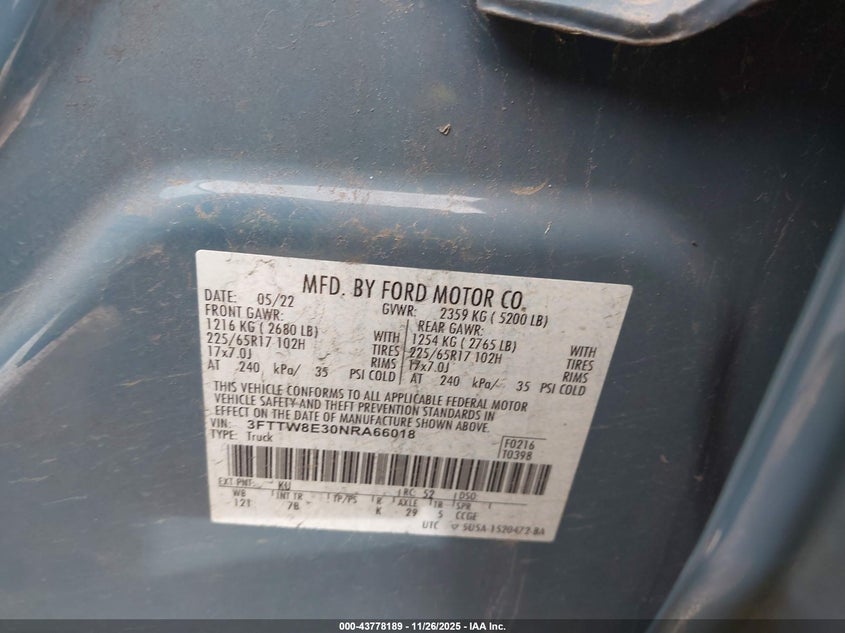 MFD. BY FORD MOTOR CO.
DATE: 05/22 GVWR: 2359 KG ( 5200 LB)
FRONT GAWR: REAR GAWR:
1216 KG ( 2680 LB) WITH 1254 KG ( 2765 LB) WITH
225/65R17 102H TIRES 225/65R17 102H TIRES
17x7.0J RIMS 17x7.0J RIMS
AT 240 kPa/ 35 PSI COLD AT 240 kPa/ 35 PSI COLD
THIS VEHICLE CONFORMS TO ALL APPLICABLE FEDERAL MOTOR
VEHICLE SAFETY AND THEFT PREVENTION STANDARDS IN
EFFECT ON THE DATE OF MANUFACTURE SHOWN ABOVE.
VIN: 3FTTW8E30NRA66018 F0216
TYPE: Truck T0398
EXT PNT: KU RC: 52 DSO:
WB INT TR TP/PS R AXLE TR SPR
121 7B K 29 5 CCGE
UTC 5U5A-1520472-BA
000-43778189 - 11/26/2025 - IAA Inc.